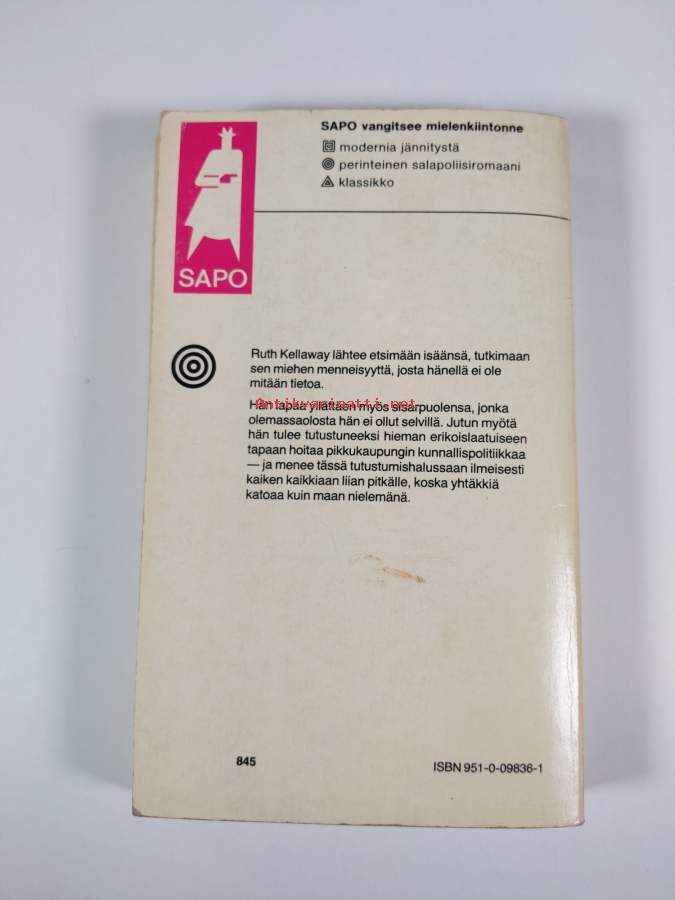 SAPO vangitsee mielenkiintonne
modernia jännitystä
perinteinen salapoliisiromaani
klassikko
SAPO
Ruth Kellaway lähtee etsimään isäänsä, tutkimaan
sen miehen menneisyyttä, josta hänellä ei ole
mitään tietoa.
Hän tapaa yllättäen myös sisarpuolensa, jonka
Antikvariaatti.net
olemassaolosta hän ei ollut selvillä. Jutun myötä
hän tulee tutustuneeksi hieman erikoislaatuiseen
tapaan hoitaa pikkukaupungin kunnallispolitiikkaa
— ja menee tässä tutustumishalussaan ilmeisesti
kaiken kaikkiaan liian pitkälle, koska yhtäkkiä
katoaa kuin maan nielemänä.
845
ISBN 951-0-09836-1